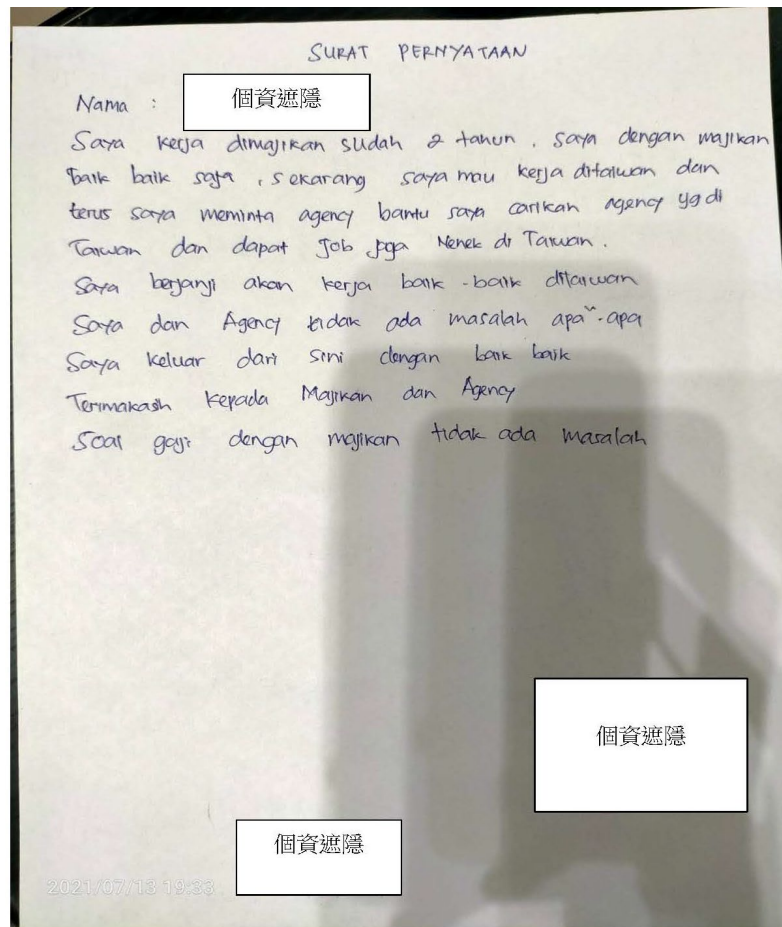 SURAT PERNYATAAN
Nama : 個資遮隱
Saya kerja dimajikan sudah 2 tahun . saya dengan majikan
baik baik saja , sekarang saya mau kerja ditaiwan dan
terus saya meminta agency bantu saya carikan agency yg di
Taiwan dan dapat Job jaga Nenek di Taiwan .
Saya berjanji akan kerja baik - baik ditaiwan
Saya dan Agency tidak ada masalah apa - apa
Saya keluar dari sini dengan baik baik
Terimakash kepada Majikan dan Agency
Soal gaji dengan majikan tidak ada masalah
個資遮隱
個資遮隱
2021/07/13 19:33